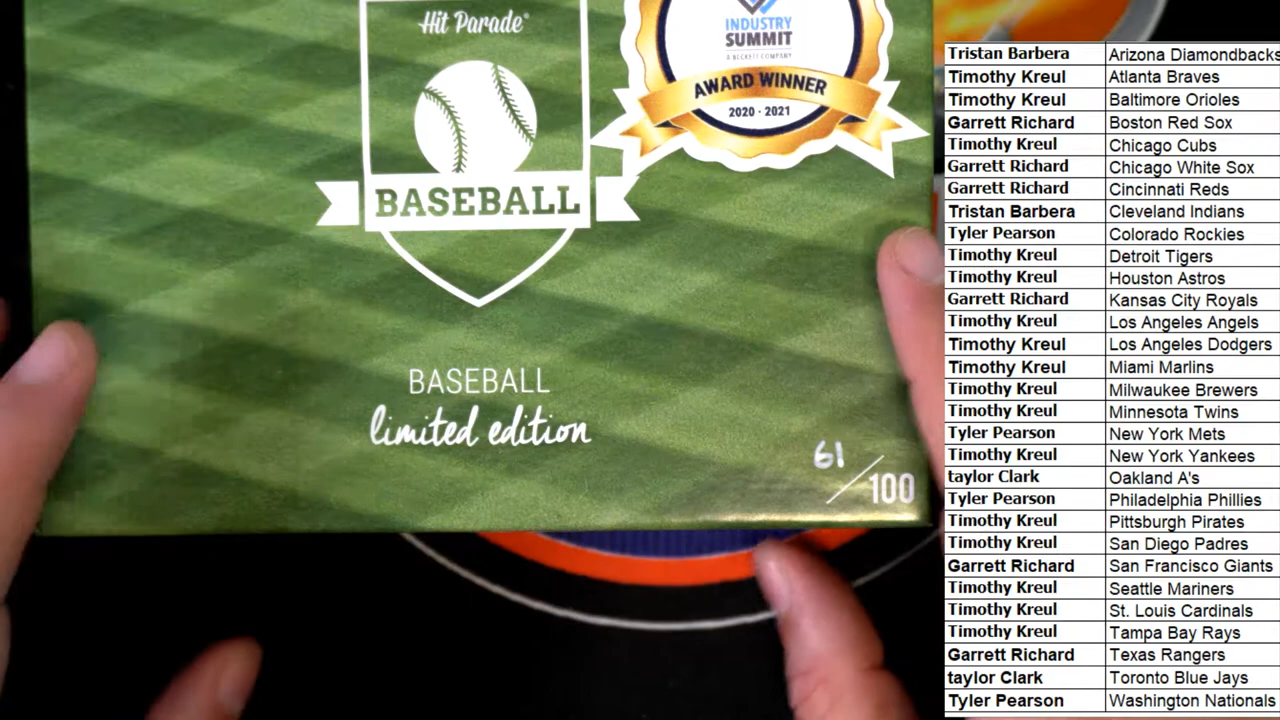 Hit Parade®
BASEBALL
INDUSTRY
SUMMIT
A BECKETT COMPANY
AWARD WINNER
2020 - 2021
BASEBALL
limited edition
61/100
Tristan Barbera Arizona Diamondbacks
Timothy Kreul Atlanta Braves
Timothy Kreul Baltimore Orioles
Garrett Richard Boston Red Sox
Timothy Kreul Chicago Cubs
Garrett Richard Chicago White Sox
Garrett Richard Cincinnati Reds
Tristan Barbera Cleveland Indians
Tyler Pearson Colorado Rockies
Timothy Kreul Detroit Tigers
Timothy Kreul Houston Astros
Garrett Richard Kansas City Royals
Timothy Kreul Los Angeles Angels
Timothy Kreul Los Angeles Dodgers
Timothy Kreul Miami Marlins
Timothy Kreul Milwaukee Brewers
Timothy Kreul Minnesota Twins
Tyler Pearson New York Mets
Timothy Kreul New York Yankees
taylor Clark Oakland A's
Tyler Pearson Philadelphia Phillies
Timothy Kreul Pittsburgh Pirates
Timothy Kreul San Diego Padres
Garrett Richard San Francisco Giants
Timothy Kreul Seattle Mariners
Timothy Kreul St. Louis Cardinals
Timothy Kreul Tampa Bay Rays
Garrett Richard Texas Rangers
taylor Clark Toronto Blue Jays
Tyler Pearson Washington Nationals